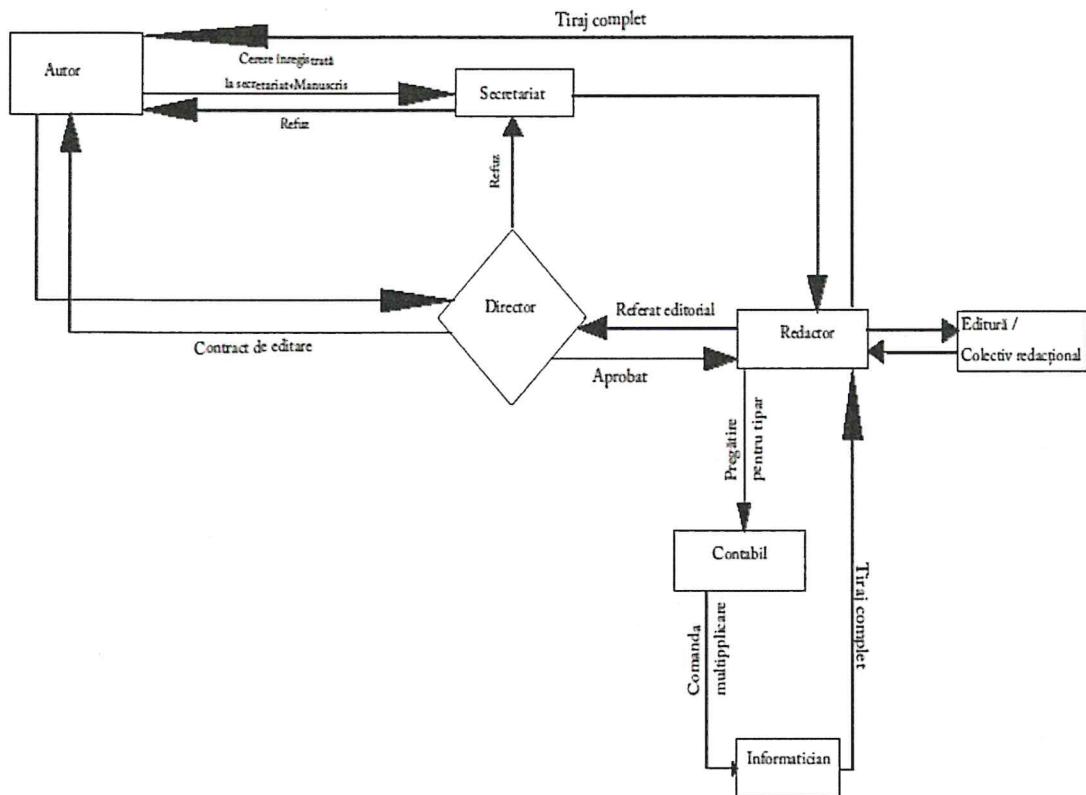 Tiraj complet
Autor
Cerere înregistrată
la secretariat+Manuscris
Secretariat
Refuz
Refuz
Director
Referat editorial
Redactor
Editură /
Colectiv redacțional
Contract de editare
Aprobat
Pregătire
pentru tipar
Contabil
Tiraj complet
Comanda
multipplicare
Informatician